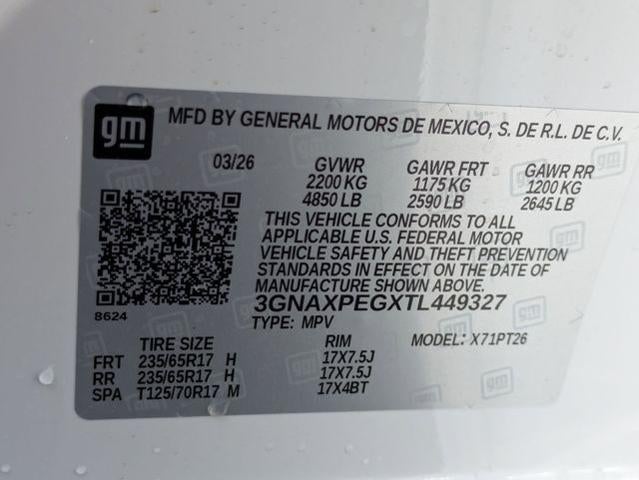 gm
MFD BY GENERAL MOTORS DE MEXICO, S. DE R.L. DE C.V.
03/26 GVWR GAWR FRT GAWR RR
2200 KG 1175 KG 1200 KG
4850 LB 2590 LB 2645 LB
THIS VEHICLE CONFORMS TO ALL
APPLICABLE U.S. FEDERAL MOTOR
VEHICLE SAFETY AND THEFT PREVENTION
STANDARDS IN EFFECT ON THE DATE OF
MANUFACTURE SHOWN ABOVE.
3GNAXPEGXTL449327
8624
TYPE: MPV MODEL: X71PT26
TIRE SIZE RIM
FRT 235/65R17 H 17X7.5J
RR 235/65R17 H 17X7.5J
SPA T125/70R17 M 17X4BT